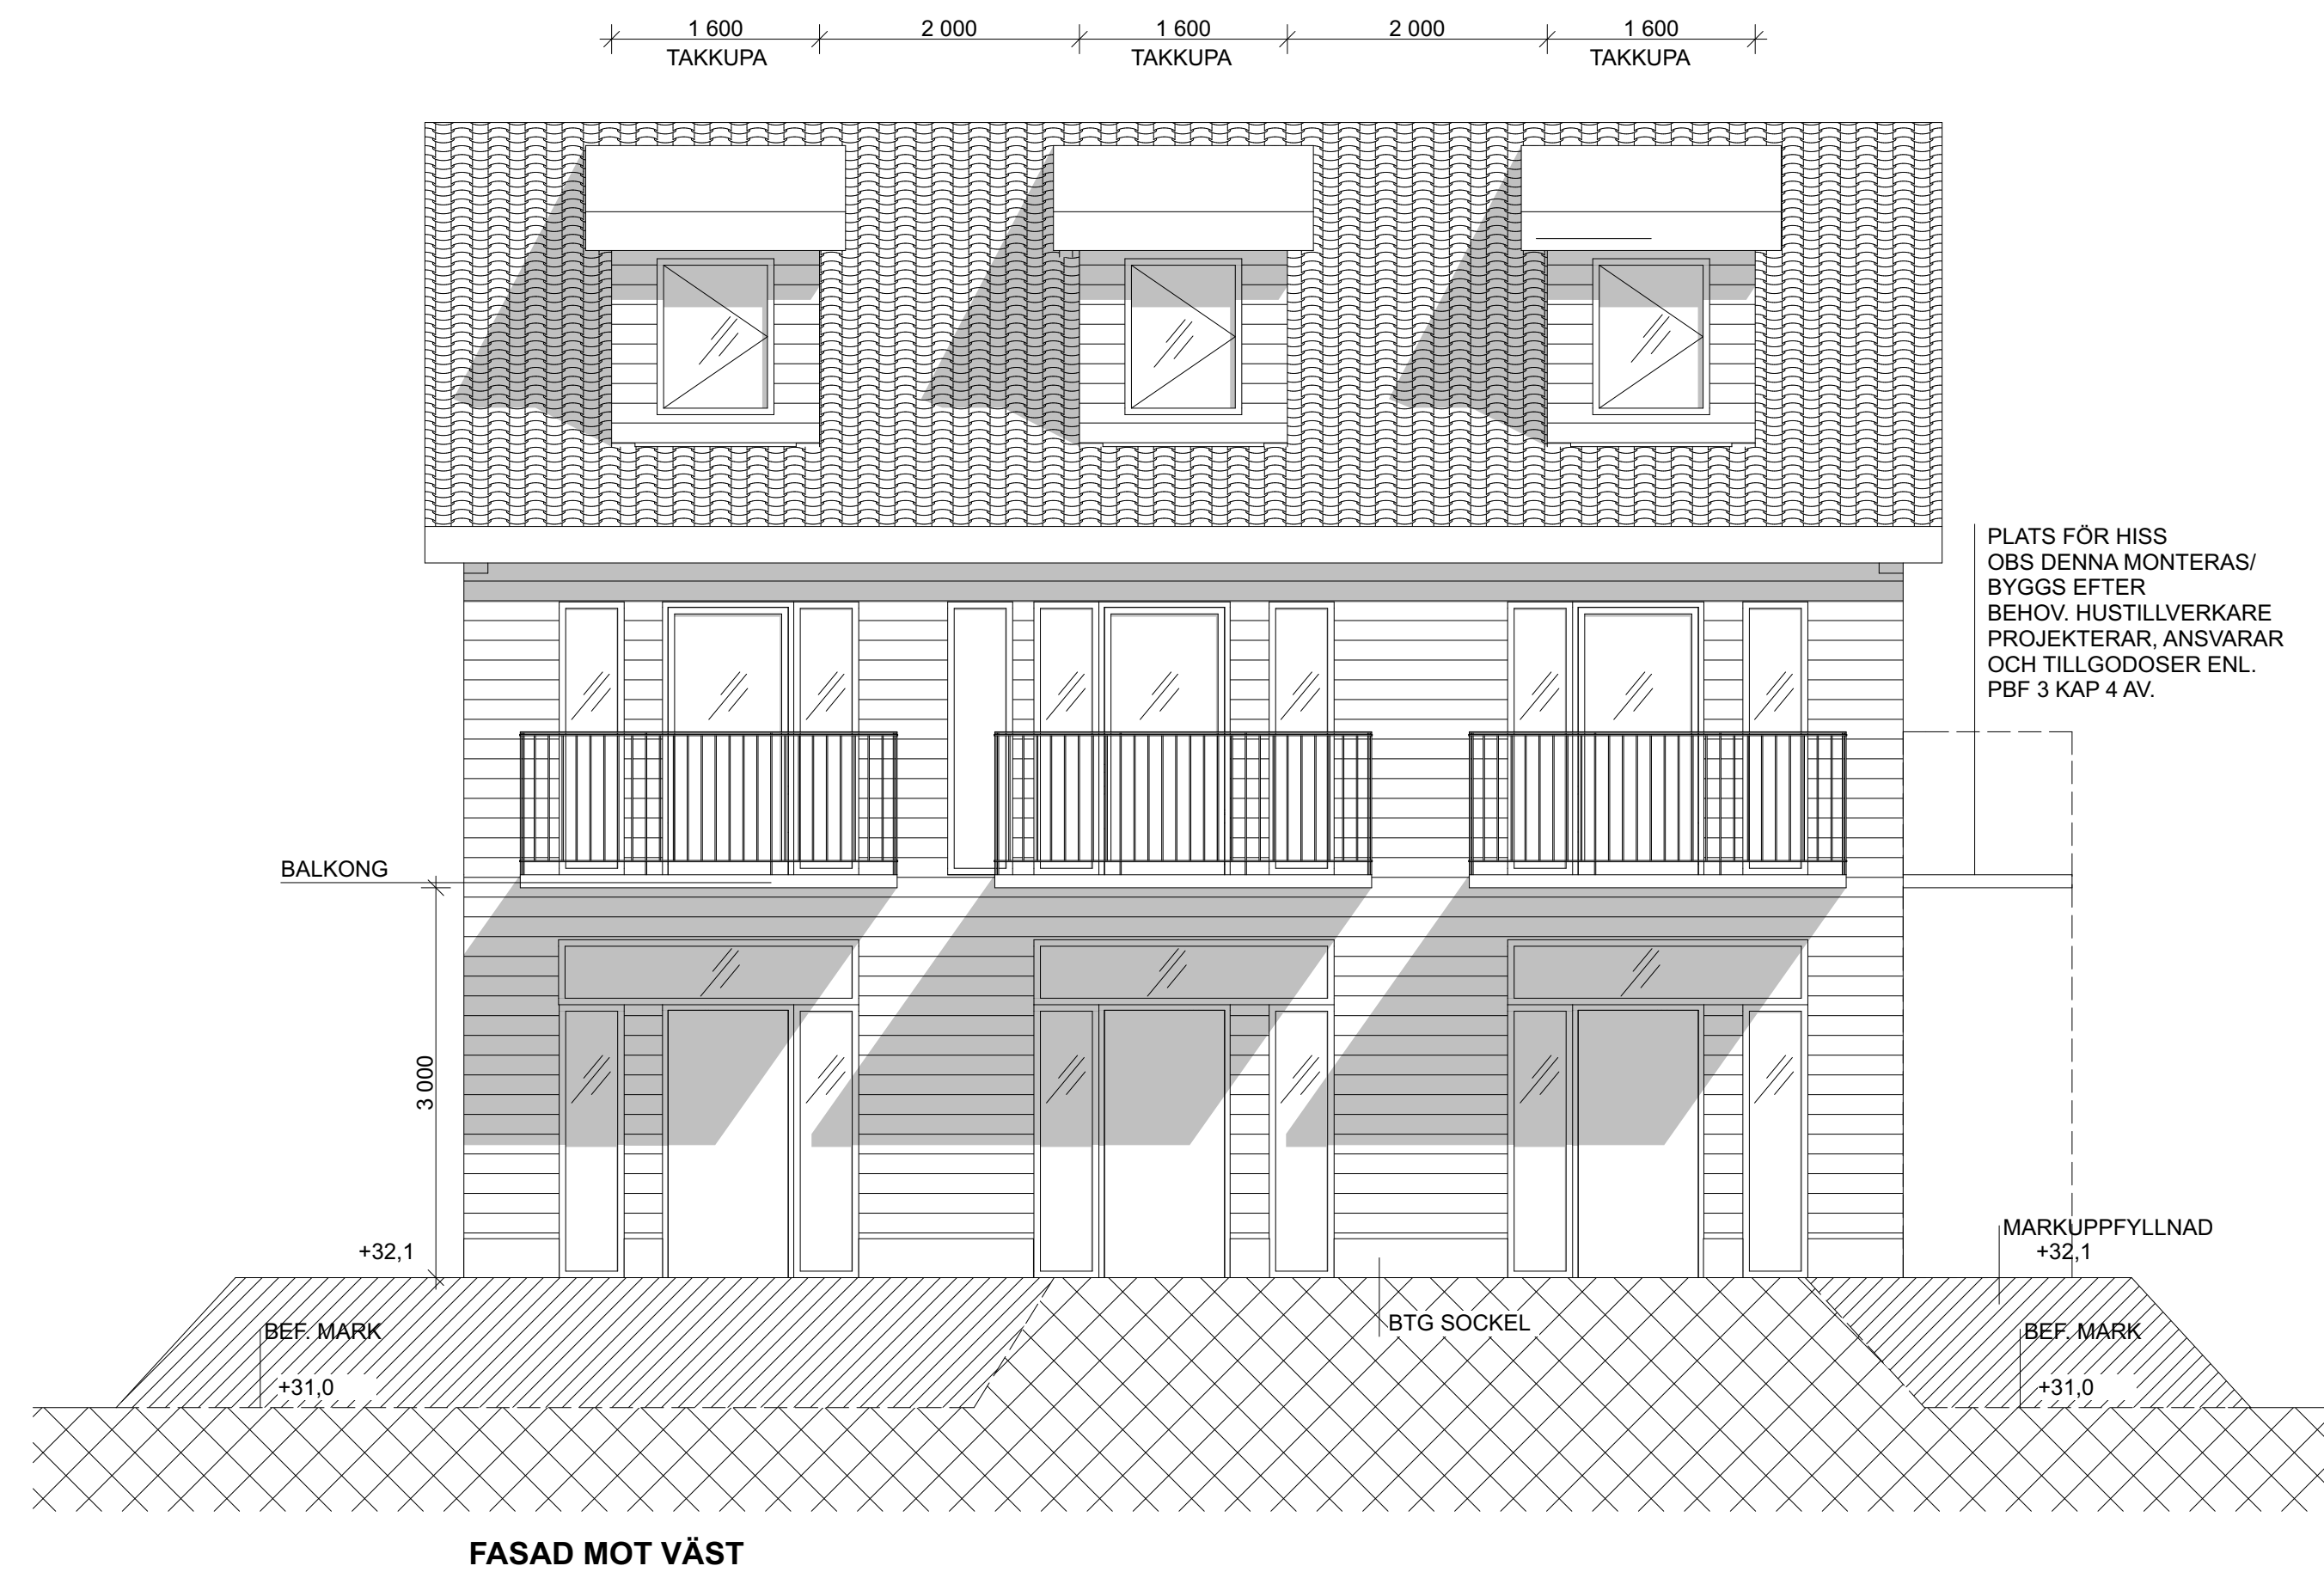 1 600
2 000
1 600
2 000
1 600
TAKKUPA
TAKKUPA
TAKKUPA
PLATS FÖR HISS
OBS DENNA MONTERAS/
BYGGS EFTER
BEHOV. HUSTILLVERKARE
PROJEKTERAR, ANSVARAR
OCH TILLGODOSER ENL.
PBF 3 KAP 4 AV.
BALKONG
3 000
+32,1
MARKUPPFYLLNAD
+32,1
BEF. MARK
BTG SOCKEL
BEF. MARK
+31,0
+31,0
FASAD MOT VÄST